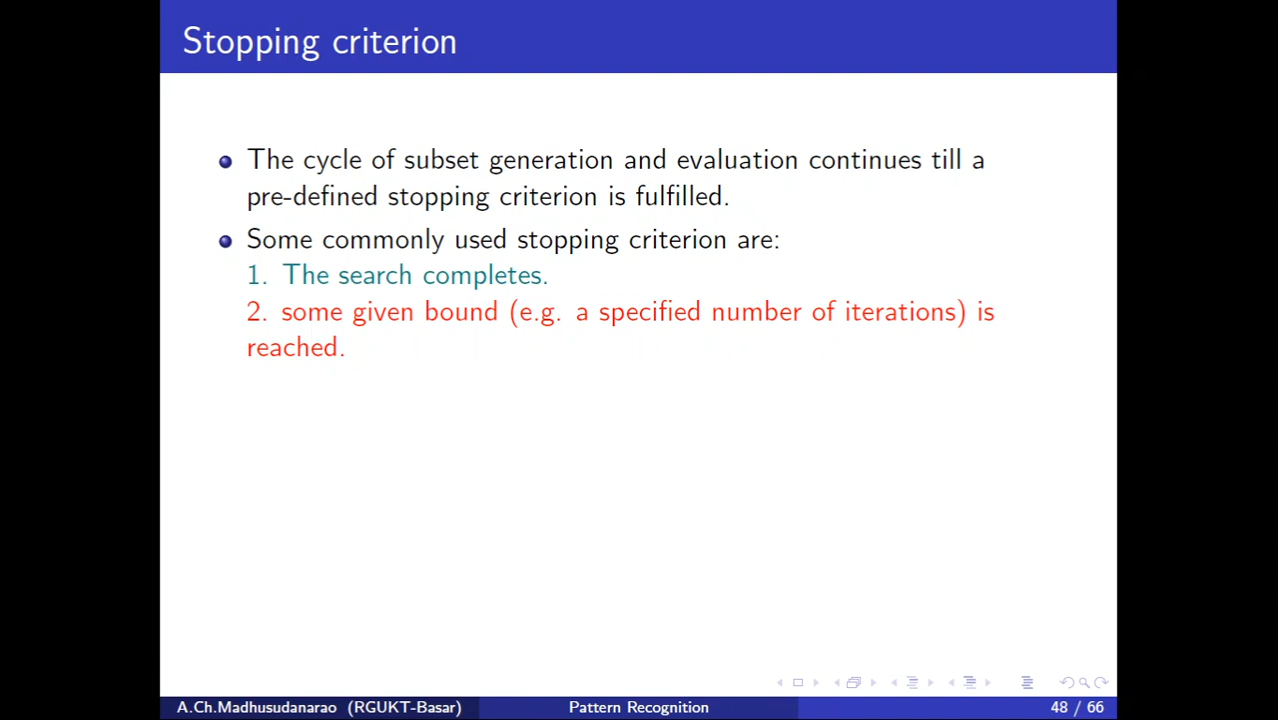 Stopping criterion
The cycle of subset generation and evaluation continues till a
pre-defined stopping criterion is fulfilled.
Some commonly used stopping criterion are:
1. The search completes.
2. some given bound (e.g. a specified number of iterations) is
reached.
A.Ch.Madhusudanarao (RGUKT-Basar) Pattern Recognition 48 / 66